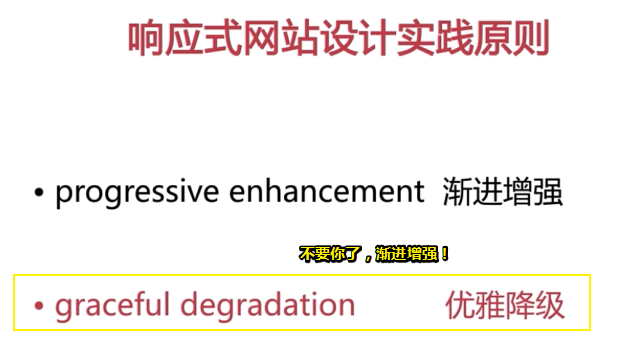 响应式网站设计实践原则
• progressive enhancement 渐进增强
不要你了，渐进增强！
• graceful degradation 优雅降级